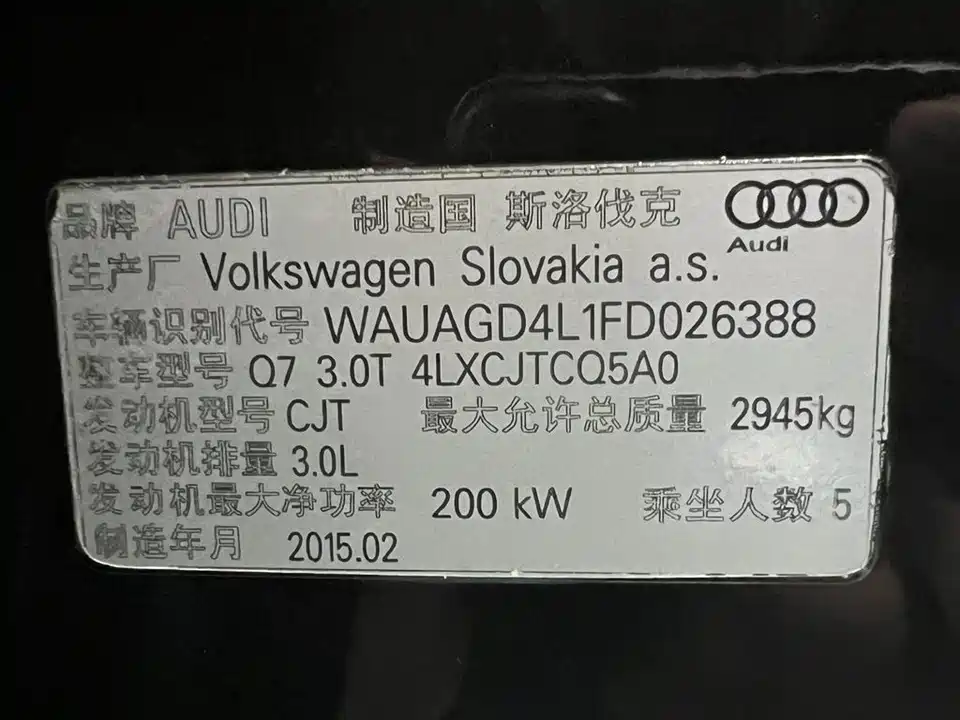 品牌 AUDI 制造国 斯洛伐克
Audi
生产厂 Volkswagen Slovakia a.s.
车辆识别代号 WAUAGD4L1FD026388
整车型号 Q7 3.0T 4LXCJTCQ5A0
发动机型号 CJT 最大允许总质量 2945kg
发动机排量 3.0L
发动机最大净功率 200 kW 乘坐人数 5
制造年月 2015.02